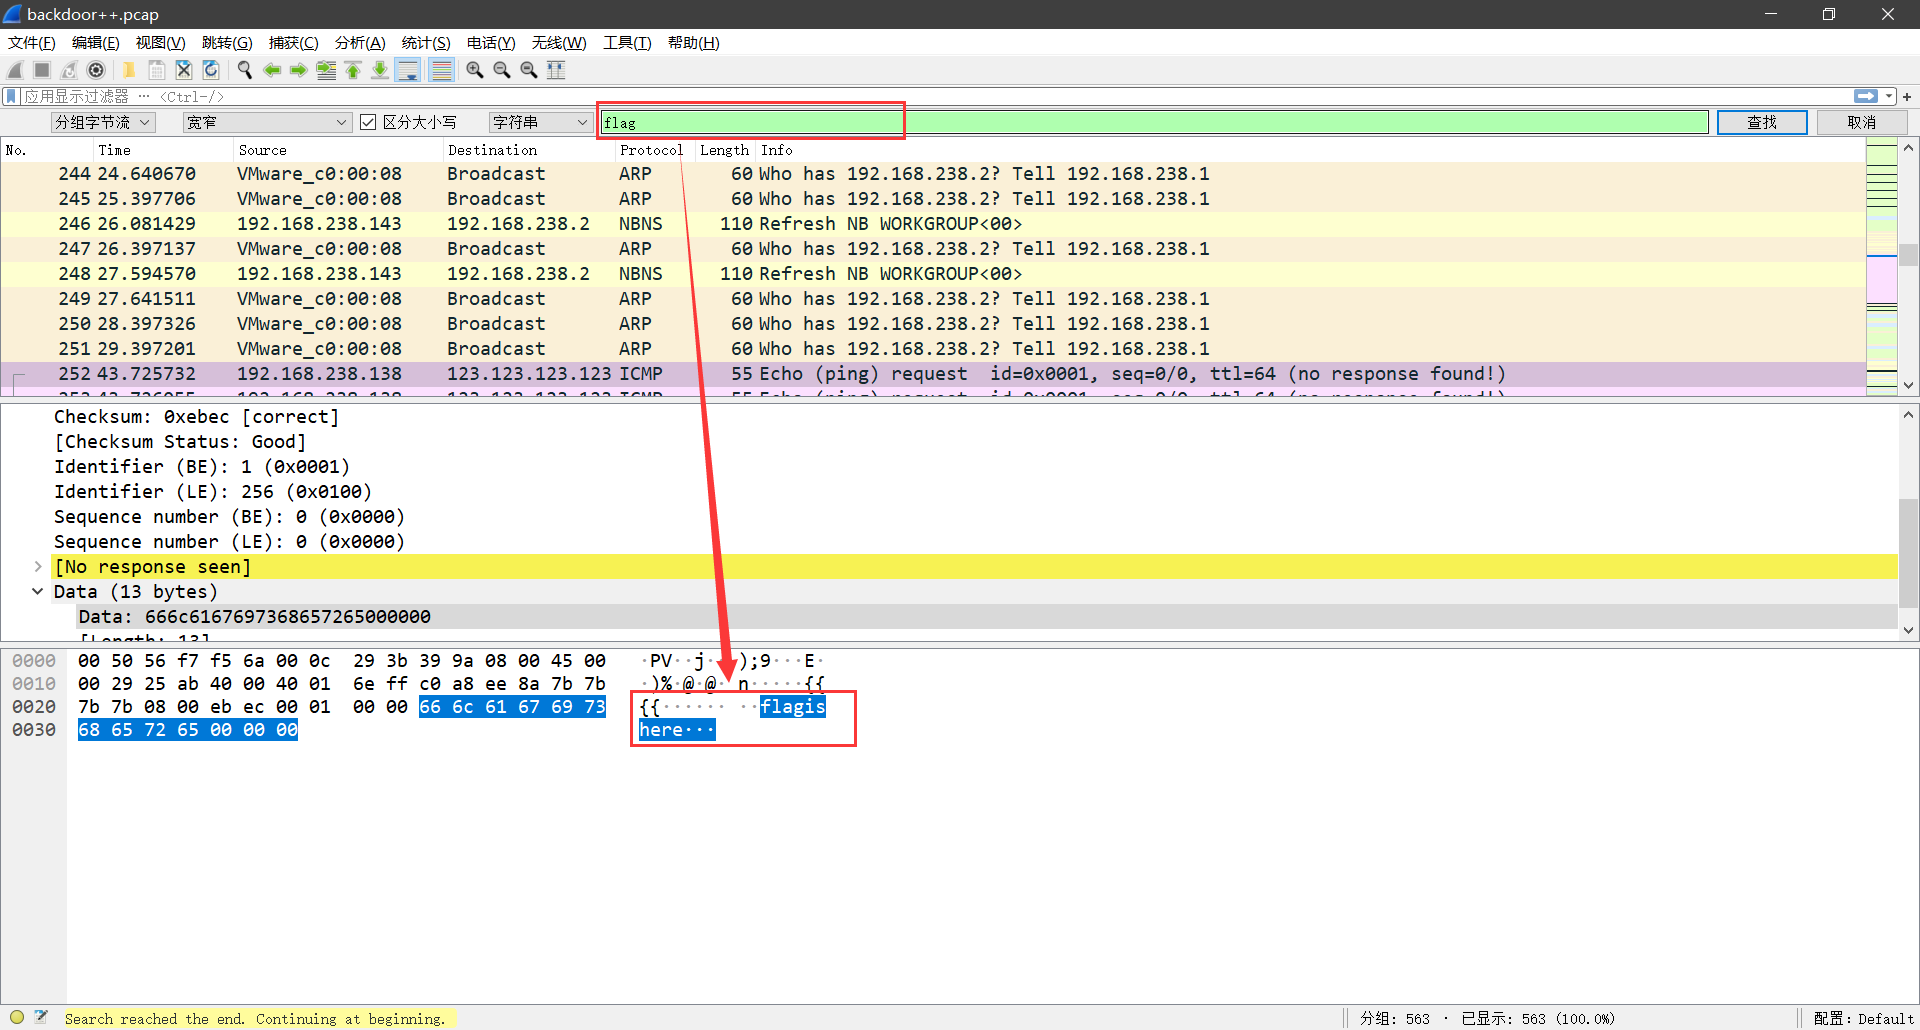 backdoor++.pcap
文件(F) 编辑(E) 视图(V) 跳转(G) 捕获(C) 分析(A) 统计(S) 电话(Y) 无线(W) 工具(T) 帮助(H)
应用显示过滤器 … <Ctrl-/>
分组字节流 宽窄 区分大小写 字符串 flag 查找 取消
No. Time Source Destination Protocol Length Info
244 24.640670 VMware_c0:00:08 Broadcast ARP 60 Who has 192.168.238.2? Tell 192.168.238.1
245 25.397706 VMware_c0:00:08 Broadcast ARP 60 Who has 192.168.238.2? Tell 192.168.238.1
246 26.081429 192.168.238.143 192.168.238.2 NBNS 110 Refresh NB WORKGROUP<00>
247 26.397137 VMware_c0:00:08 Broadcast ARP 60 Who has 192.168.238.2? Tell 192.168.238.1
248 27.594570 192.168.238.143 192.168.238.2 NBNS 110 Refresh NB WORKGROUP<00>
249 27.641511 VMware_c0:00:08 Broadcast ARP 60 Who has 192.168.238.2? Tell 192.168.238.1
250 28.397326 VMware_c0:00:08 Broadcast ARP 60 Who has 192.168.238.2? Tell 192.168.238.1
251 29.397201 VMware_c0:00:08 Broadcast ARP 60 Who has 192.168.238.2? Tell 192.168.238.1
252 43.725732 192.168.238.138 123.123.123.123 ICMP 55 Echo (ping) request id=0x0001, seq=0/0, ttl=64 (no response found!)
Checksum: 0xebec [correct]
[Checksum Status: Good]
Identifier (BE): 1 (0x0001)
Identifier (LE): 256 (0x0100)
Sequence number (BE): 0 (0x0000)
Sequence number (LE): 0 (0x0000)
[No response seen]
Data (13 bytes)
Data: 666c6167697368657265000000
[Length: 13]
0000 00 50 56 f7 f5 6a 00 0c 29 3b 39 9a 08 00 45 00 ·PV··j··);9···E·
0010 00 29 25 ab 40 00 40 01 6e ff c0 a8 ee 8a 7b 7b ·)%·@·@·n·····{{
0020 7b 7b 08 00 eb ec 00 01 00 00 66 6c 61 67 69 73 {{········flagis
0030 68 65 72 65 00 00 00 here···
Search reached the end. Continuing at beginning. 分组: 563 · 已显示: 563 (100.0%) 配置: Default